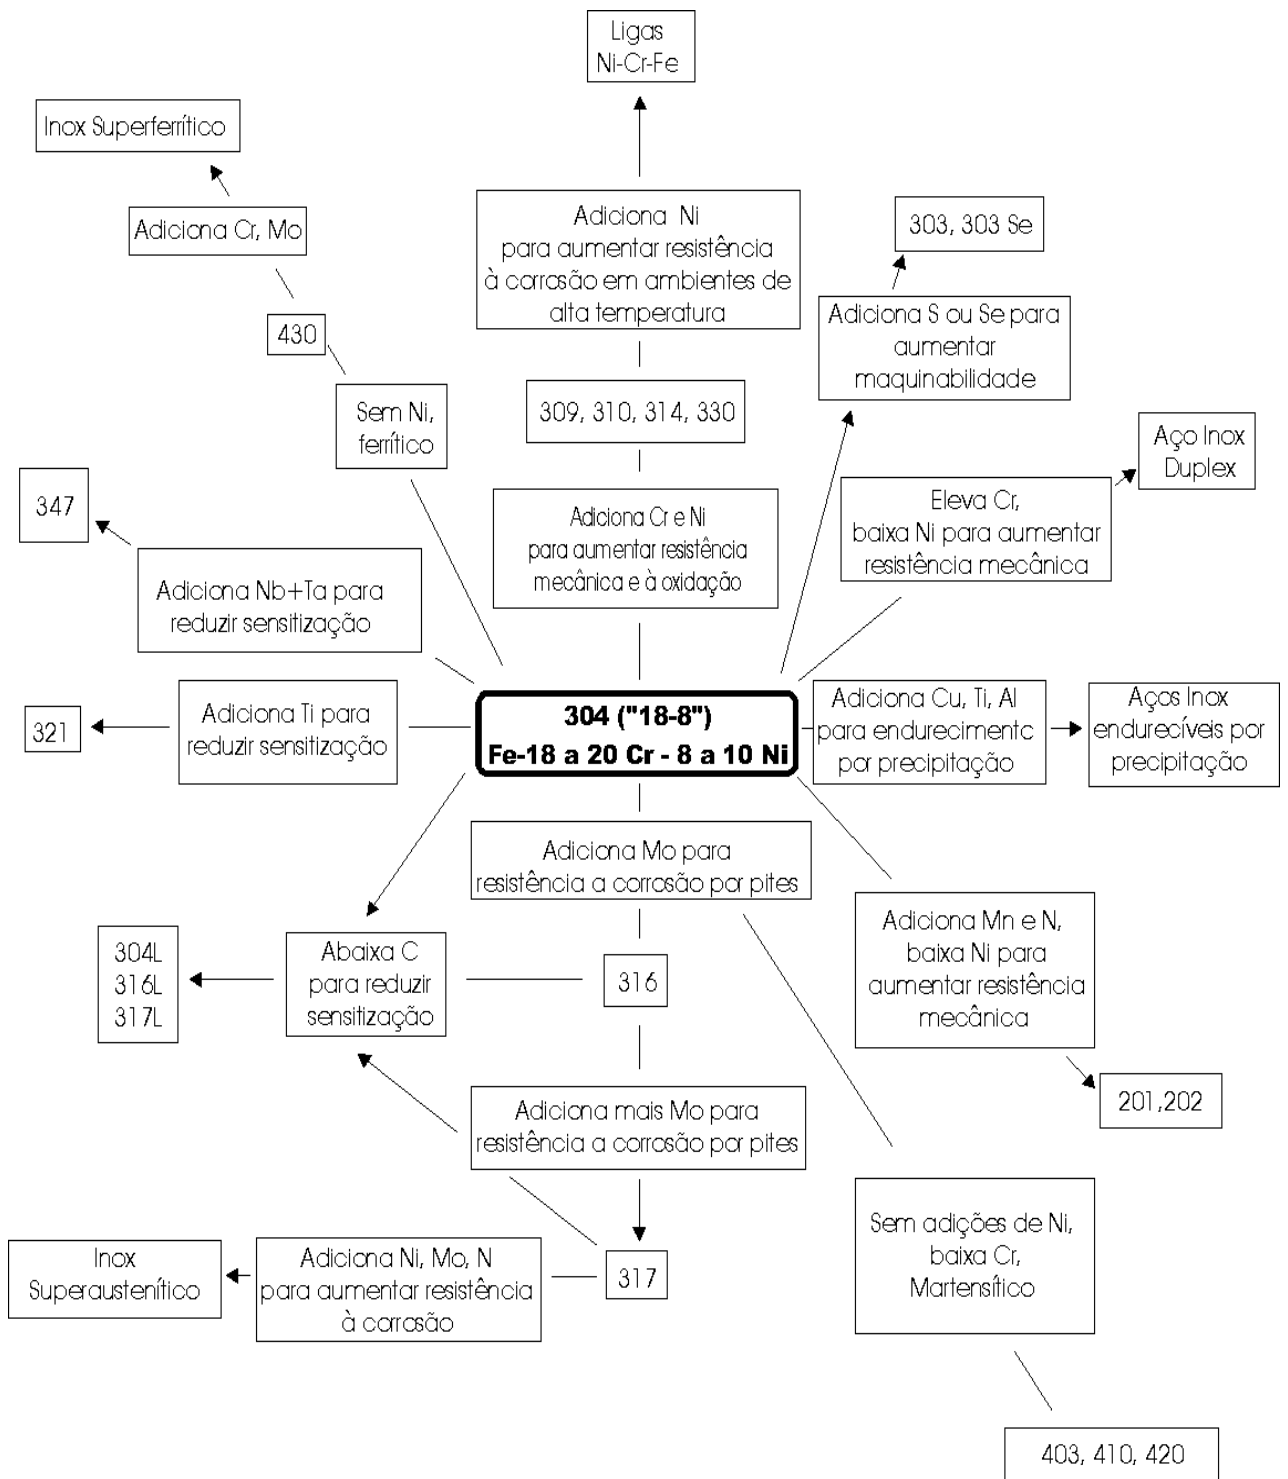 Ligas
Ni-Cr-Fe
Inox Superferrítico
Adiciona Cr, Mo
Adiciona Ni
para aumentar resistência
à corrosão em ambientes de
alta temperatura
303, 303 Se
Adiciona S ou Se para
aumentar
maquinabilidade
430
Sem Ni,
ferrítico
309, 310, 314, 330
Aço Inox
Duplex
347
Adiciona Cr e Ni
para aumentar resistência
mecânica e à oxidação
Eleva Cr,
baixa Ni para aumentar
resistência mecânica
Adiciona Nb+Ta para
reduzir sensitização
321
Adiciona Ti para
reduzir sensitização
304 ("18-8")
Fe-18 a 20 Cr - 8 a 10 Ni
Adiciona Cu, Ti, Al
para endurecimento
por precipitação
Aços Inox
endurecíveis por
precipitação
Adiciona Mo para
resistência a corrosão por pites
304L
316L
317L
Abaixa C
para reduzir
sensitização
316
Adiciona Mn e N,
baixa Ni para
aumentar resistência
mecânica
201,202
Adiciona mais Mo para
resistência a corrosão por pites
Inox
Superaustenítico
Adiciona Ni, Mo, N
para aumentar resistência
à corrosão
317
Sem adições de Ni,
baixa Cr,
Martensítico
403, 410, 420